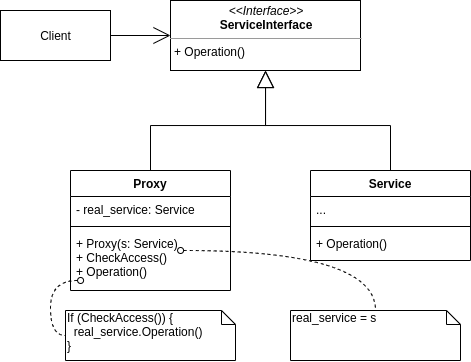 Client
<<Interface>>
ServiceInterface
+ Operation()
Proxy
- real_service: Service
+ Proxy(s: Service)
+ CheckAccess()
+ Operation()
Service
...
+ Operation()
If (CheckAccess()) {
real_service.Operation()
}
real_service = s